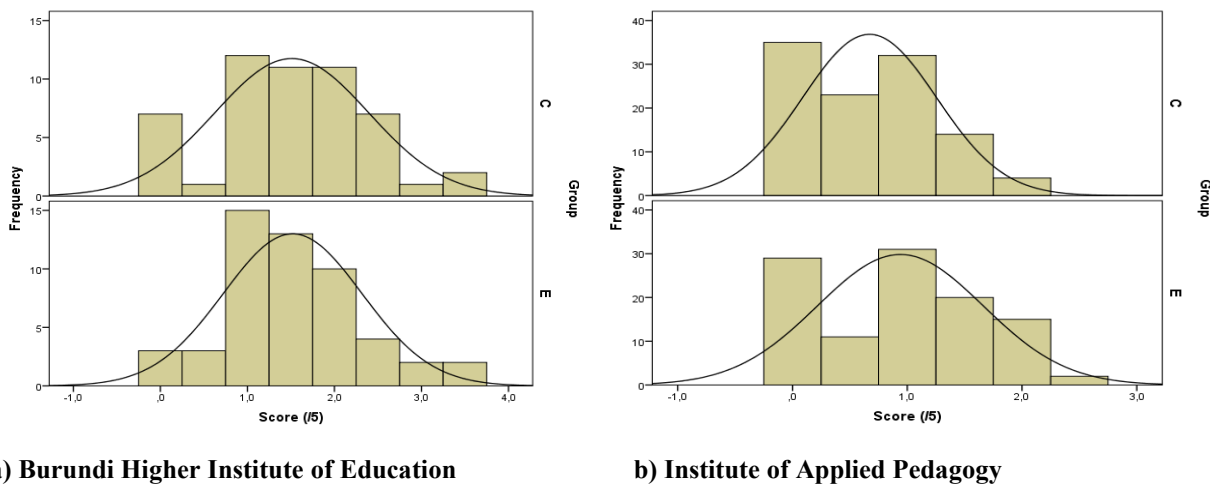 15
10
5
0
C
15
10
5
0
E
Frequency
Group
-1,0 ,0 1,0 2,0 3,0 4,0
Score (/5)
40
30
20
10
0
C
40
30
20
10
0
E
Frequency
Group
-1,0 ,0 1,0 2,0 3,0
Score (/5)
) Burundi Higher Institute of Education
b) Institute of Applied Pedagogy